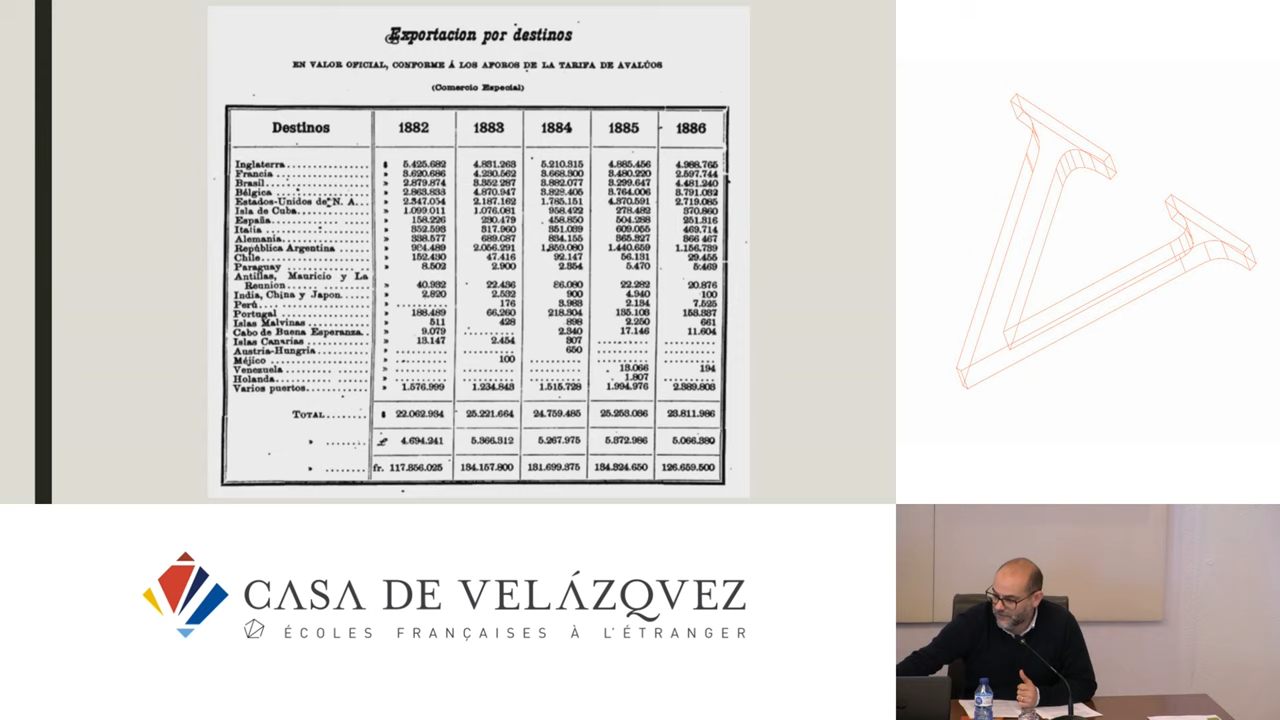 Exportacion por destinos
EN VALOR OFICIAL, CONFORME Á LOS AFOROS DE LA TARIFA DE AVALÚOS
(Comercio Especial)
Destinos 1882 1883 1884 1885 1886
Inglaterra $ 5.425.682 4.831.263 5.210.315 4.885.456 4.988.765
Francia » 3.620.686 4.230.562 3.668.300 3.480.220 2.597.744
Brasil » 2.879.874 3.352.287 3.882.077 3.299.647 4.481.240
Bélgica » 2.863.833 4.870.947 3.828.405 3.764.006 3.791.032
Estados-Unidos de N. A. » 2.347.054 2.187.162 1.785.151 4.370.591 2.719.085
Isla de Cuba » 1.099.011 1.076.081 958.422 278.482 370.860
España » 158.226 230.479 458.850 504.288 251.316
Italia » 352.593 317.960 351.039 609.055 469.714
Alemania » 338.577 689.087 834.155 865.827 866.467
República Argentina » 2.056.291 1.859.080 1.440.659 1.156.739
Chile » 152.430 47.416 92.147 56.131 29.455
Paraguay » 8.502 2.900 2.354 5.470 5.469
Antillas, Mauricio y La
Reunion » 40.932 22.436 86.080 22.282 20.876
India, China y Japon » 2.820 2.532 900 4.940 100
Perú » 176 3.988 2.134 7.525
Portugal » 188.489 66.260 218.304 135.108 153.337
Islas Malvinas » 511 428 898 2.250 661
Cabo de Buena Esperanza » 9.079 2.340 17.146 11.604
Islas Canarias » 13.147 2.454 307
Austria-Hungría » 650
Méjico » 100
Venezuela » 13.066 194
Holanda » 1.807
Varios puertos » 1.576.999 1.234.843 1.515.728 1.994.976 2.889.808
TOTAL $ 22.062.934 25.221.664 24.759.485 25.253.036 23.811.986
» £ 4.694.241 5.366.312 5.267.975 5.372.986 5.066.380
» fr. 117.356.025 134.157.800 131.699.375 134.324.650 126.659.500
CASA DE VELÁZQVEZ
ÉCOLES FRANÇAISES À L'ÉTRANGER